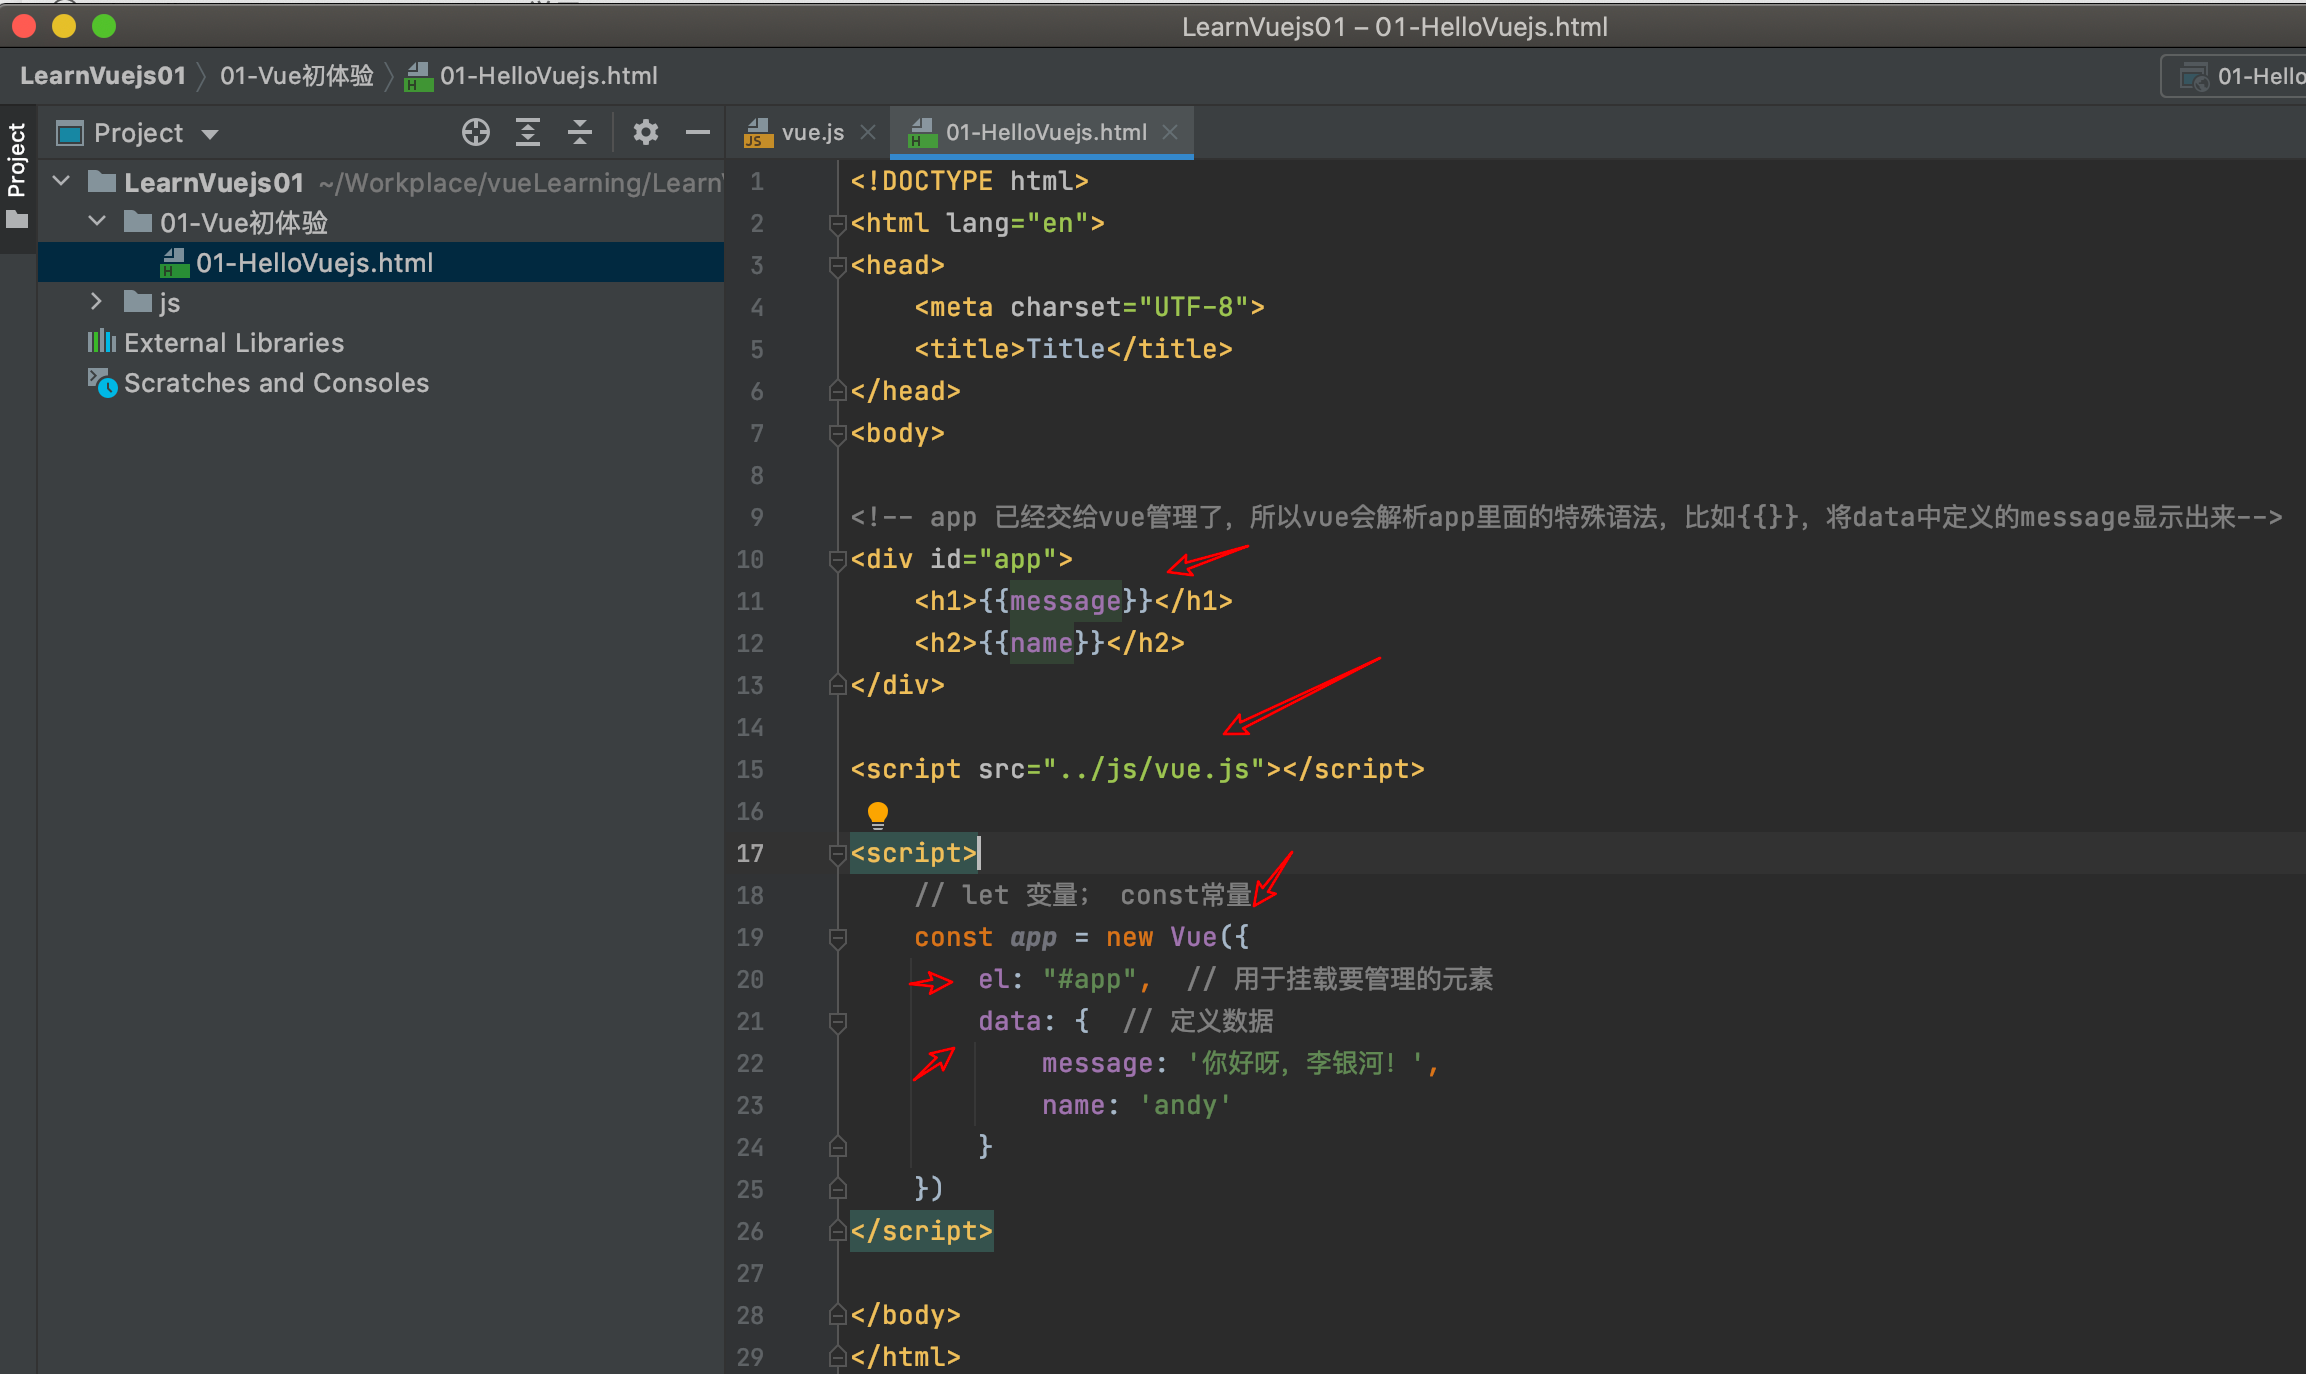 LearnVuejs01 – 01-HelloVuejs.html
LearnVuejs01 01-Vue初体验 01-HelloVuejs.html
01-Hello
Project
Project
LearnVuejs01 ~/Workplace/vueLearning/Learn
01-Vue初体验
01-HelloVuejs.html
js
External Libraries
Scratches and Consoles
vue.js 01-HelloVuejs.html
1 <!DOCTYPE html>
2 <html lang="en">
3 <head>
4     <meta charset="UTF-8">
5     <title>Title</title>
6 </head>
7 <body>
8
9 <!-- app 已经交给vue管理了，所以vue会解析app里面的特殊语法，比如{{}}，将data中定义的message显示出来-->
10 <div id="app">
11     <h1>{{message}}</h1>
12     <h2>{{name}}</h2>
13 </div>
14
15 <script src="../js/vue.js"></script>
16
17 <script>
18     // let 变量； const常量
19     const app = new Vue({
20         el: "#app",  // 用于挂载要管理的元素
21         data: {  // 定义数据
22             message: '你好呀，李银河！',
23             name: 'andy'
24         }
25     })
26 </script>
27
28 </body>
29 </html>